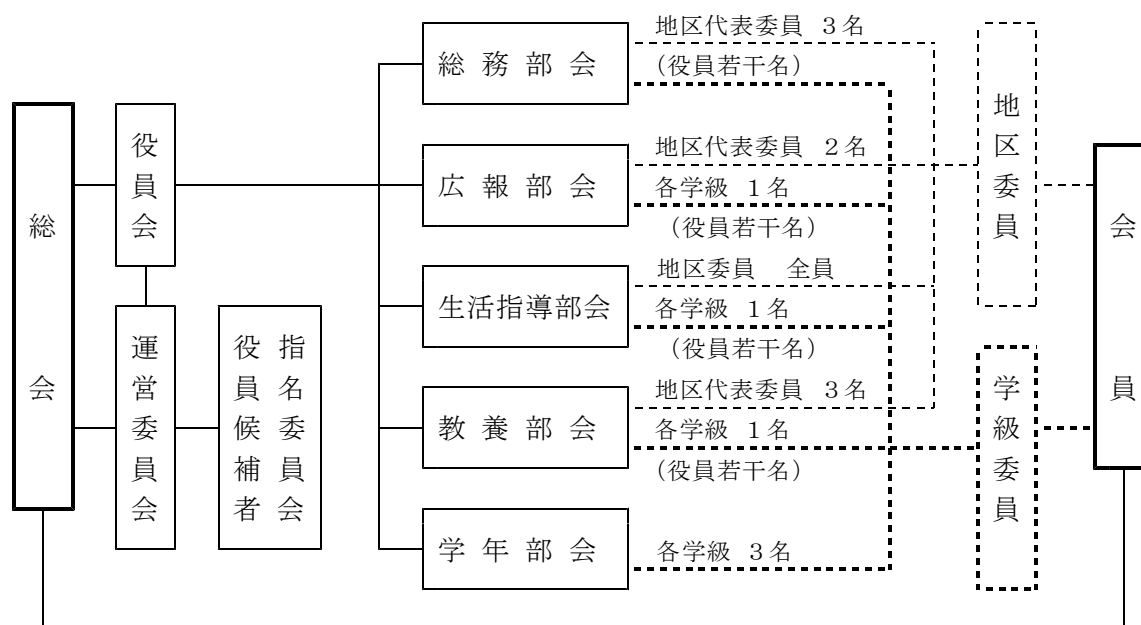 総会
役員会
運営委員会
指名委員会
役員候補者
総務部会
地区代表委員 3名
(役員若干名)
広報部会
地区代表委員 2名
各学級 1名
(役員若干名)
生活指導部会
地区委員 全員
各学級 1名
(役員若干名)
教養部会
地区代表委員 3名
各学級 1名
(役員若干名)
学年部会
各学級 3名
地区委員
学級委員
会員